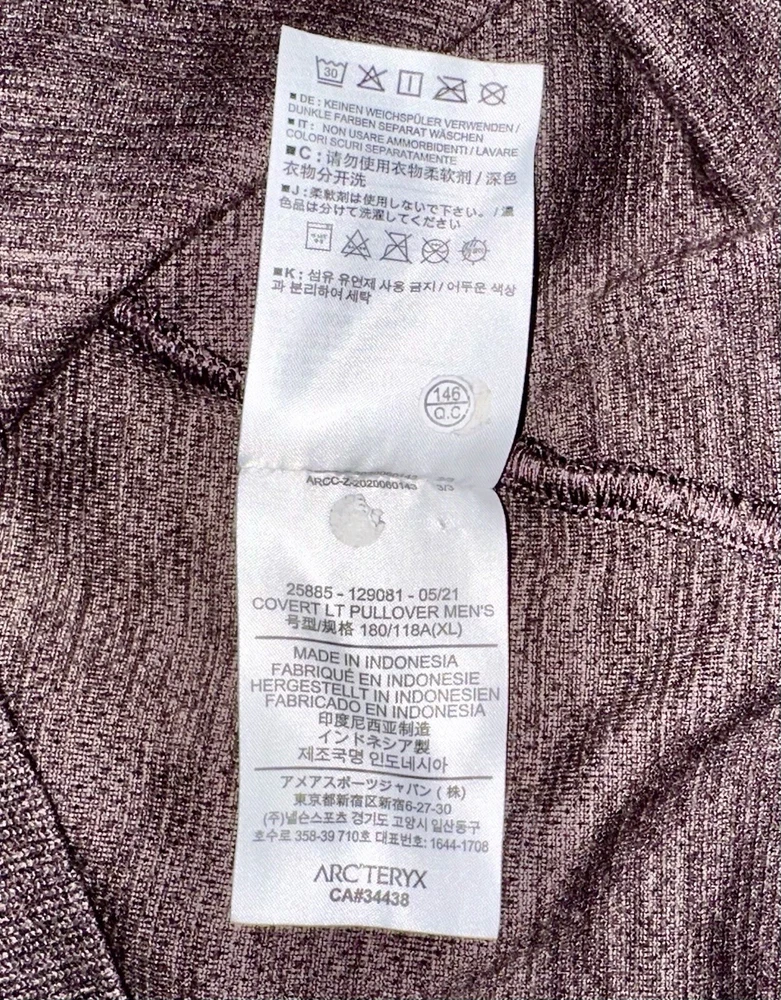 30
■ DE : KEINEN WEICHSPÜLER VERWENDEN /
DUNKLE FARBEN SEPARAT WÄSCHEN
■ IT : NON USARE AMMORBIDENTI / LAVARE
COLORI SCURI SEPARATAMENTE
■ C : 请勿使用衣物柔软剂 / 深色
衣物分开洗
■ J : 柔軟剤は使用しないで下さい。/ 濃
色品は分けて洗濯してください
■ K : 섬유 유언제 사용 금지 / 어두운 색상
과 분리하여 세탁
146
Q.C.
ARCC-Z-2020060143 3/3
25885 - 129081 - 05/21
COVERT LT PULLOVER MEN'S
号型/规格 180/118A(XL)
MADE IN INDONESIA
FABRIQUÉ EN INDONESIE
HERGESTELLT IN INDONESIEN
FABRICADO EN INDONESIA
印度尼西亚制造
インドネシア製
제조국명 인도네시아
アメアスポーツジャパン ( 株)
東京都新宿区新宿6-27-30
(주)넬슨스포츠 경기도 고양시 일산동구
호수로 358-39 710호 대표번호: 1644-1708
ARC'TERYX
CA#34438